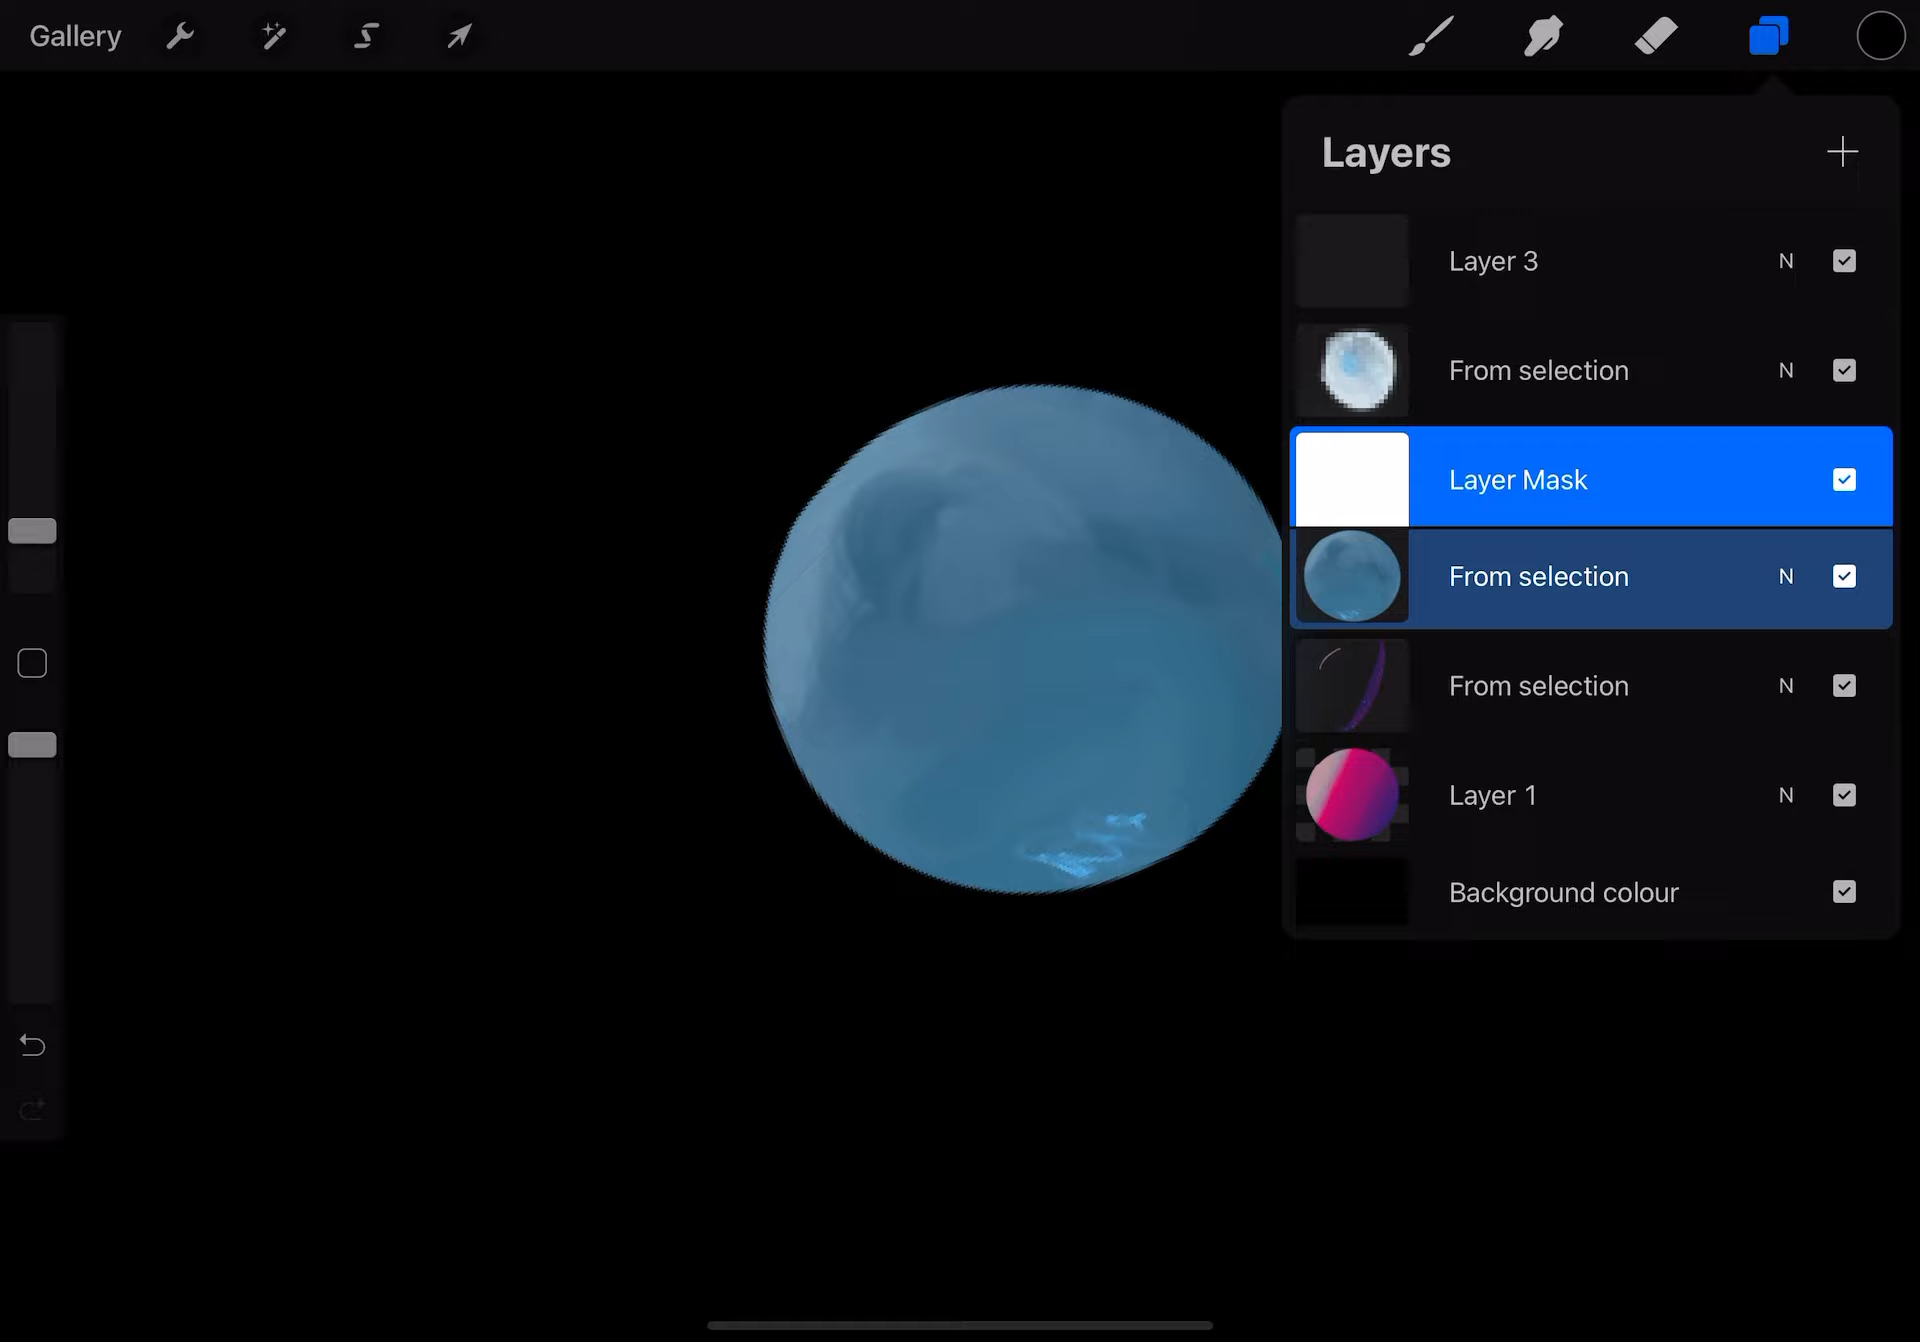 Gallery
Layers
Layer 3 N
From selection N
Layer Mask
From selection N
From selection N
Layer 1 N
Background colour